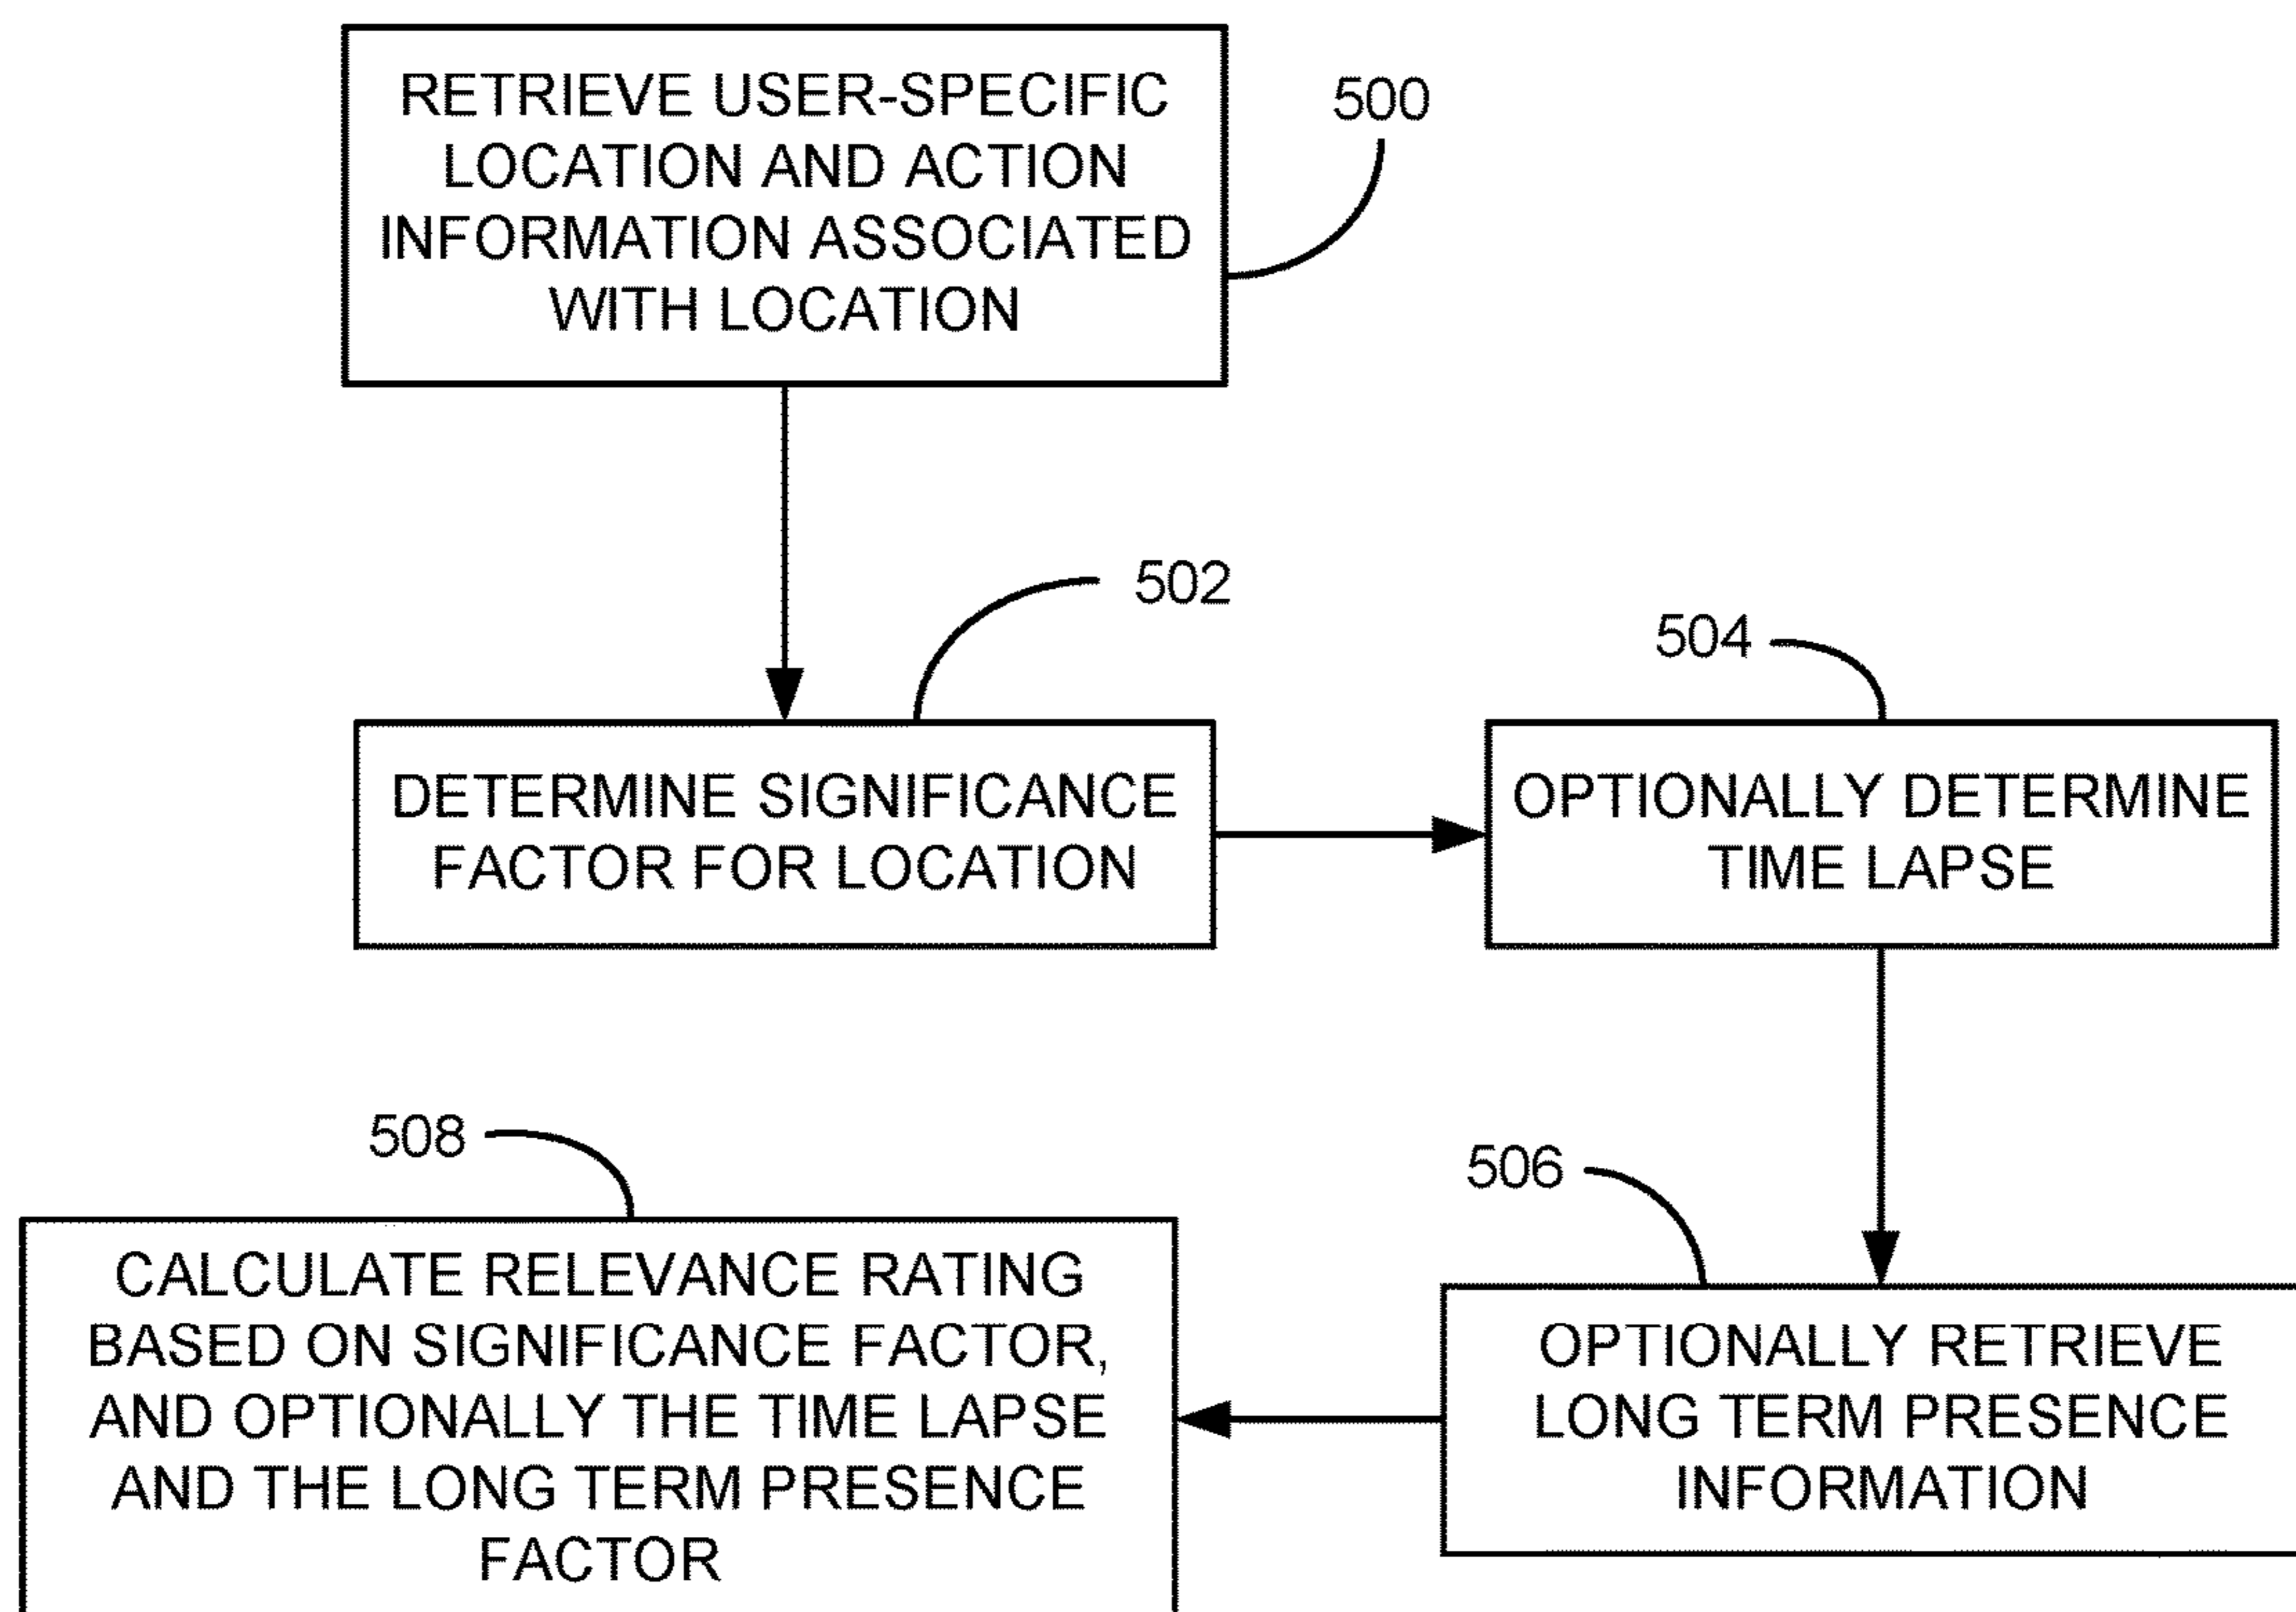 RETRIEVE USER-SPECIFIC
LOCATION AND ACTION
INFORMATION ASSOCIATED
WITH LOCATION
500
502
DETERMINE SIGNIFICANCE
FACTOR FOR LOCATION
504
OPTIONALLY DETERMINE
TIME LAPSE
506
OPTIONALLY RETRIEVE
LONG TERM PRESENCE
INFORMATION
508
CALCULATE RELEVANCE RATING
BASED ON SIGNIFICANCE FACTOR,
AND OPTIONALLY THE TIME LAPSE
AND THE LONG TERM PRESENCE
FACTOR